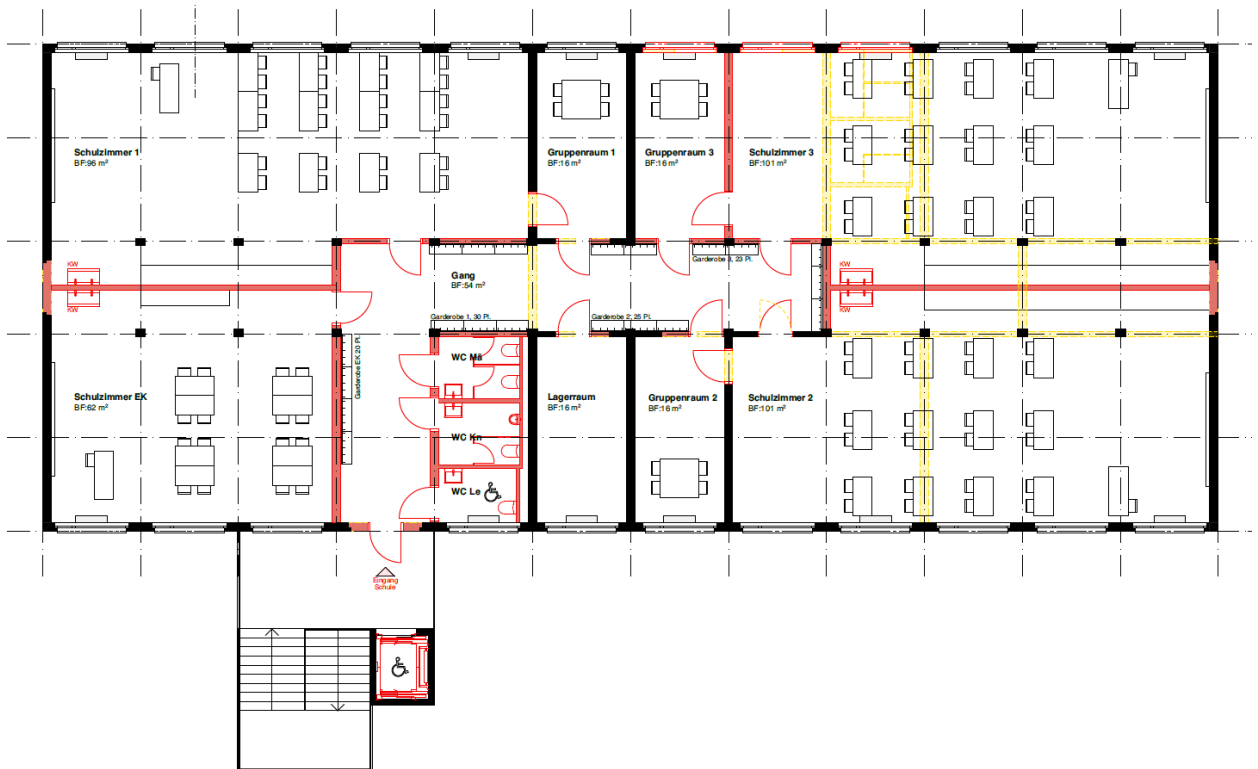 Schulzimmer 1
BF:96 m²
Gruppenraum 1
BF:16 m²
Gruppenraum 3
BF:16 m²
Schulzimmer 3
BF:101 m²
KW
KW
Gang
BF:54 m²
Garderobe 3, 23 Pl.
KW
KW
Garderobe 1, 30 Pl.
Garderobe 2, 25 Pl.
Garderobe EK 20 Pl.
WC Mä
Schulzimmer EK
BF:62 m²
Lagerraum
BF:16 m²
Gruppenraum 2
BF:16 m²
Schulzimmer 2
BF:101 m²
WC Kn
WC Le
Eingang
Schule